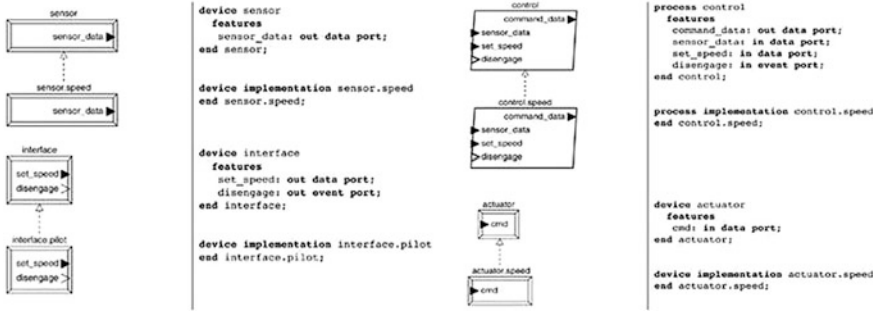 sensor
sensor_data
sensor.speed
sensor_data
interface
set_speed
disengage
interface.pilot
set_speed
disengage
device sensor
features
sensor_data: out data port;
end sensor;
device implementation sensor.speed
end sensor.speed;
device interface
features
set_speed: out data port;
disengage: out event port;
end interface;
device implementation interface.pilot
end interface.pilot;
control
command_data
sensor_data
set_speed
disengage
control.speed
command_data
sensor_data
set_speed
disengage
actuator
cmd
actuator.speed
cmd
process control
features
command_data: out data port;
sensor_data: in data port;
set_speed: in data port;
disengage: in event port;
end control;
process implementation control.speed
end control.speed;
device actuator
features
cmd: in data port;
end actuator;
device implementation actuator.speed
end actuator.speed;